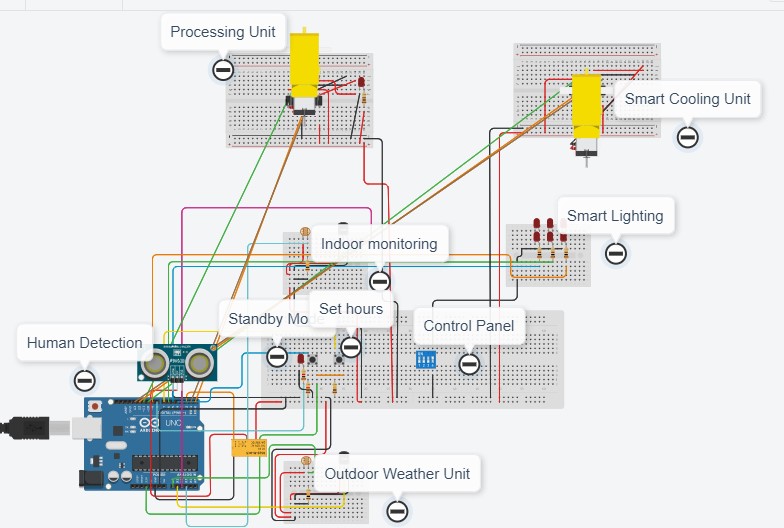 Processing Unit
Smart Cooling Unit
Smart Lighting
Indoor monitoring
Set hours
Standby Mo
Control Panel
Human Detection
UNO
Outdoor Weather Unit